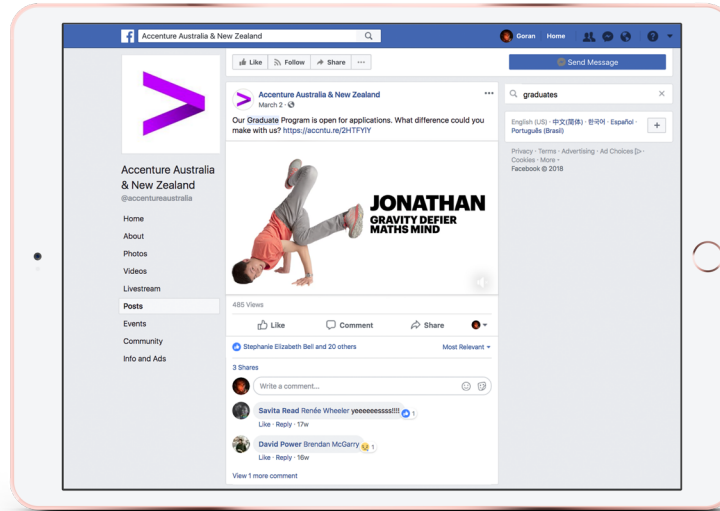 Accenture Australia & New Zealand
Goran Home
Like Follow Share
Send Message
Accenture Australia & New Zealand
March 2 ·
Our Graduate Program is open for applications. What difference could you
make with us? https://accntu.re/2HTFYlY
JONATHAN
GRAVITY DEFIER
MATHS MIND
485 Views
Like Comment Share
Stephanie Elizabeth Bell and 20 others
Most Relevant
3 Shares
Write a comment...
Savita Read Renée Wheeler yeeeeeessss!!!! 1
Like · Reply · 17w
David Power Brendan McGarry 1
Like · Reply · 16w
View 1 more comment
Accenture Australia
& New Zealand
@accentureaustralia
Home
About
Photos
Videos
Livestream
Posts
Events
Community
Info and Ads
graduates
English (US) · 中文(简体) · 한국어 · Español ·
Português (Brasil)
Privacy · Terms · Advertising · Ad Choices ·
Cookies · More ·
Facebook © 2018